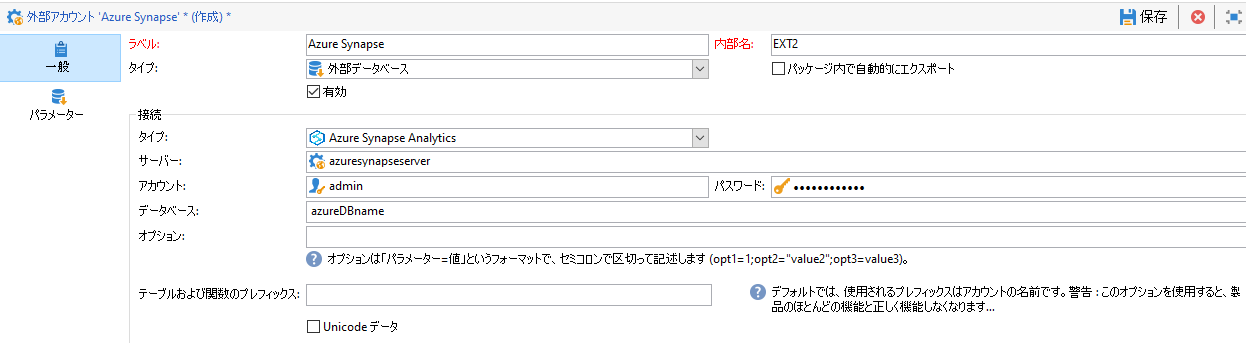 外部アカウント 'Azure Synapse' * (作成) *
保存
一般
パラメーター
ラベル: Azure Synapse 内部名: EXT2
タイプ: 外部データベース パッケージ内で自動的にエクスポート
有効
接続
タイプ: Azure Synapse Analytics
サーバー: azuresynapseserver
アカウント: admin パスワード: ••••••••••••
データベース: azureDBname
オプション:
オプションは「パラメーター=値」というフォーマットで、セミコロンで区切って記述します (opt1=1;opt2="value2";opt3=value3)。
テーブルおよび関数のプレフィックス:
デフォルトでは、使用されるプレフィックスはアカウントの名前です。警告 : このオプションを使用すると、製
品のほとんどの機能と正しく機能しなくなります...
Unicode データ